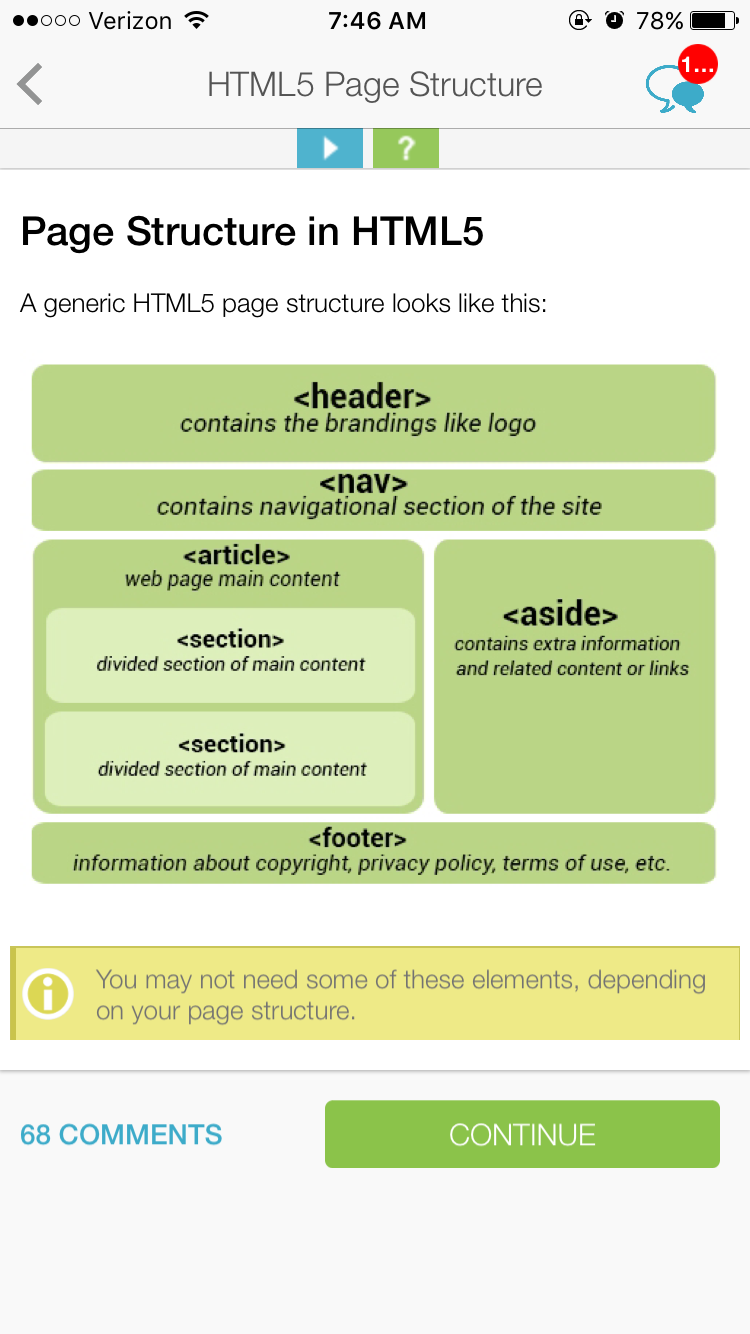 Verizon 7:46 AM 78%
HTML5 Page Structure
1...
?
Page Structure in HTML5
A generic HTML5 page structure looks like this:
<header>
contains the brandings like logo
<nav>
contains navigational section of the site
<article>
web page main content
<section>
divided section of main content
<section>
divided section of main content
<aside>
contains extra information
and related content or links
<footer>
information about copyright, privacy policy, terms of use, etc.
i
You may not need some of these elements, depending
on your page structure.
68 COMMENTS
CONTINUE